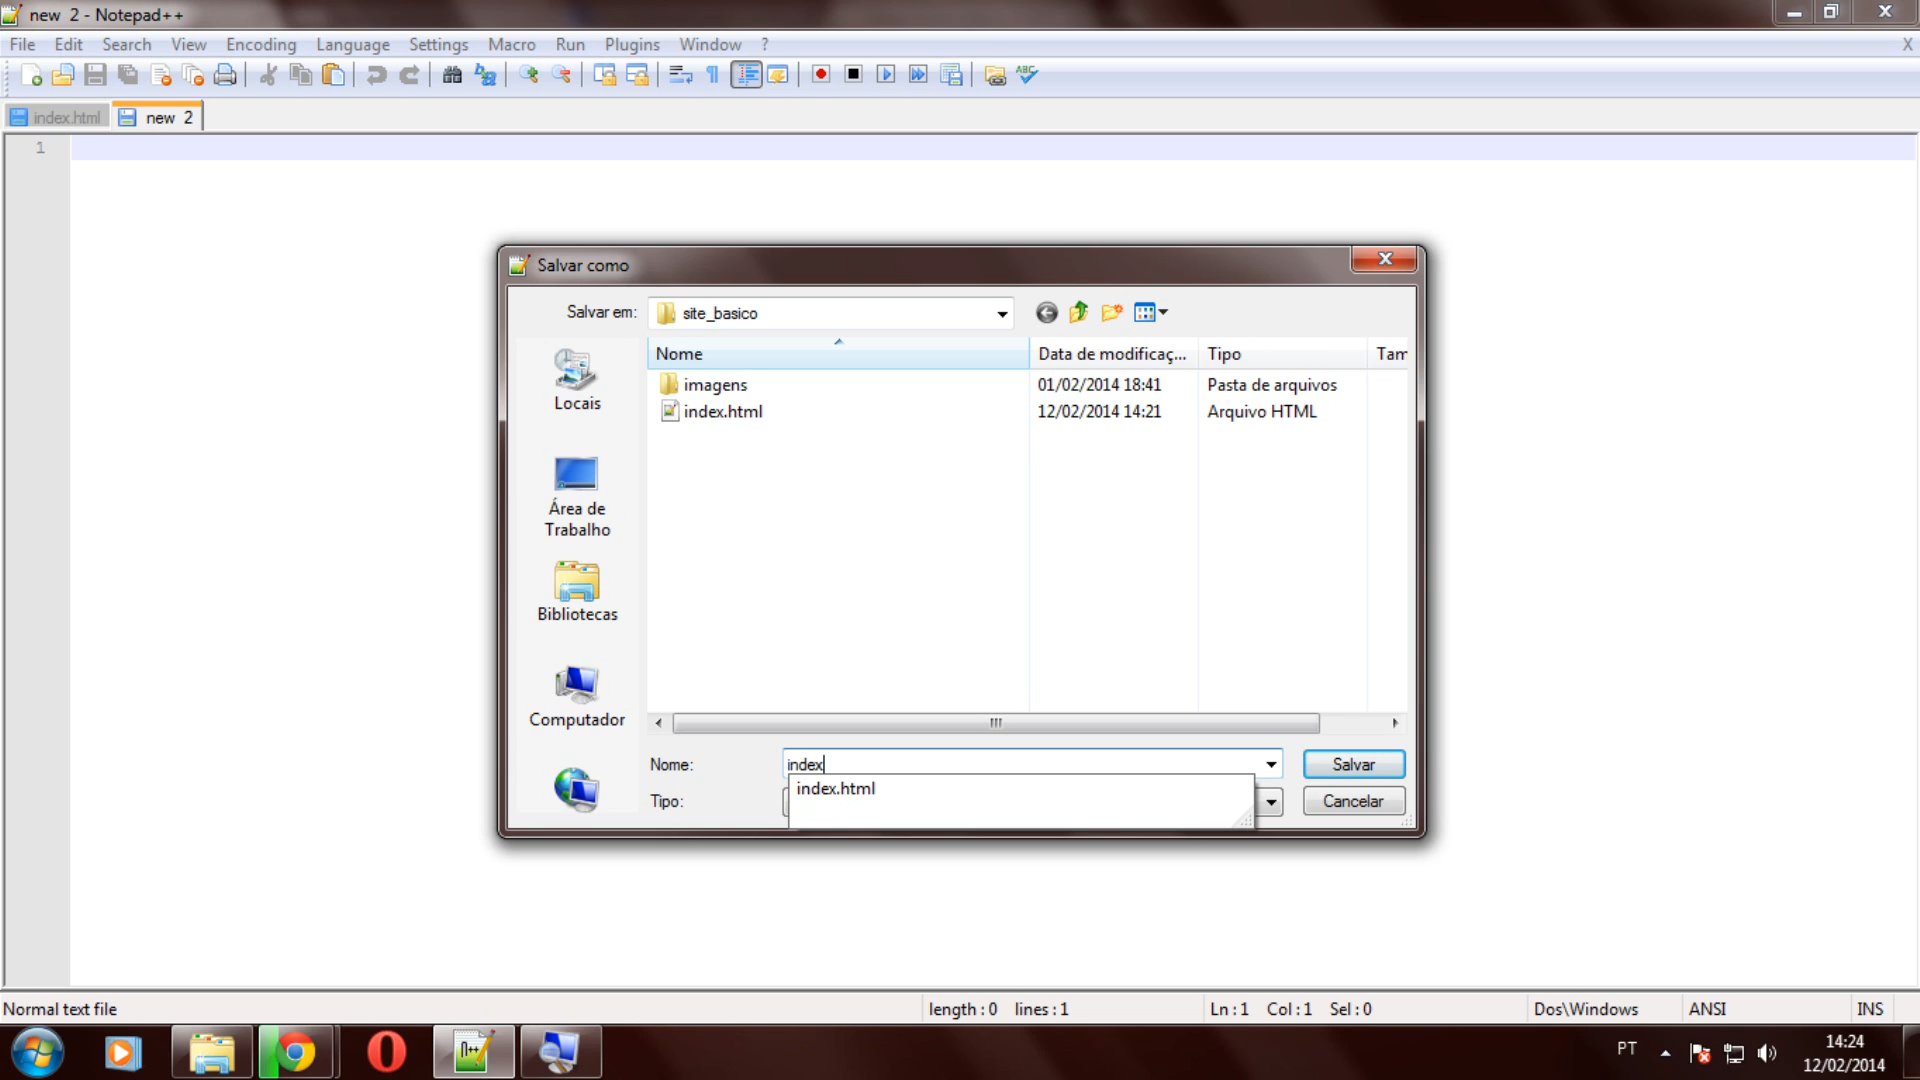 new 2 - Notepad++
File Edit Search View Encoding Language Settings Macro Run Plugins Window ? X
index.html new 2
1
Salvar como
Salvar em: site_basico
Nome Data de modificaç... Tipo Tam
imagens 01/02/2014 18:41 Pasta de arquivos
index.html 12/02/2014 14:21 Arquivo HTML
Locais
Área de
Trabalho
Bibliotecas
Computador
Nome: index Salvar
index.html
Tipo: Cancelar
Normal text file length : 0 lines : 1 Ln : 1 Col : 1 Sel : 0 Dos\Windows ANSI INS
PT 14:24
12/02/2014